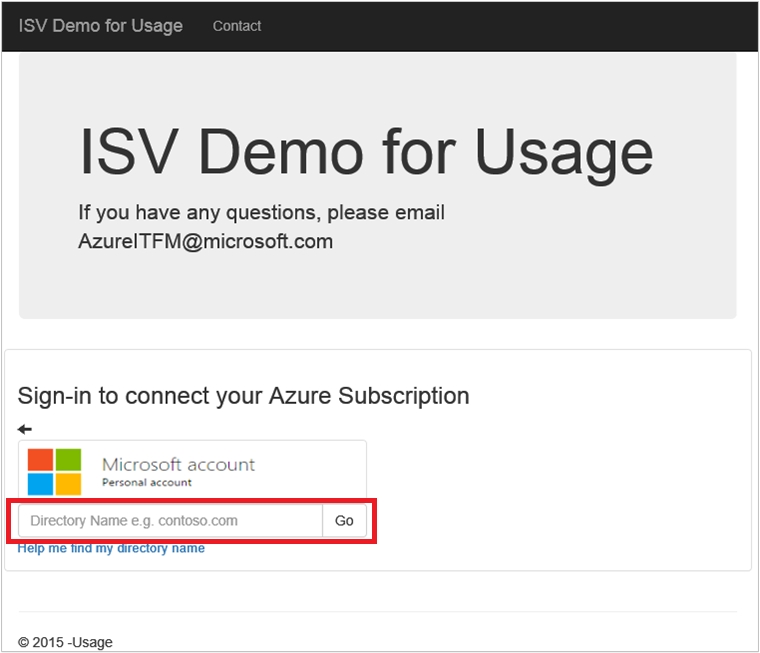 ISV Demo for Usage Contact
ISV Demo for Usage
If you have any questions, please email
AzureITFM@microsoft.com
Sign-in to connect your Azure Subscription
Microsoft account
Personal account
Directory Name e.g. contoso.com Go
Help me find my directory name
© 2015 -Usage